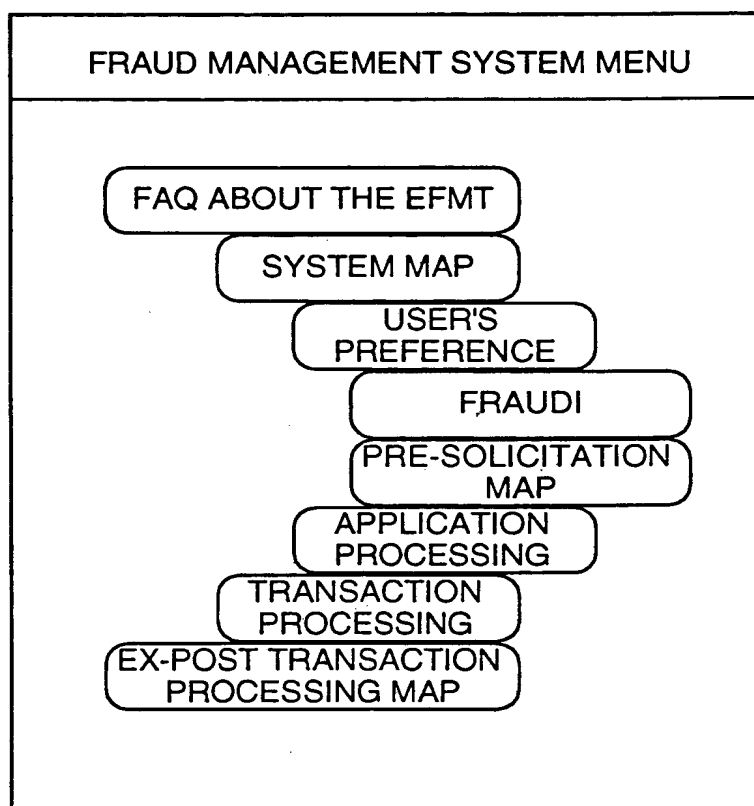 FRAUD MANAGEMENT SYSTEM MENU
FAQ ABOUT THE EFMT
SYSTEM MAP
USER'S
PREFERENCE
FRAUDI
PRE-SOLICITATION
MAP
APPLICATION
PROCESSING
TRANSACTION
PROCESSING
EX-POST TRANSACTION
PROCESSING MAP